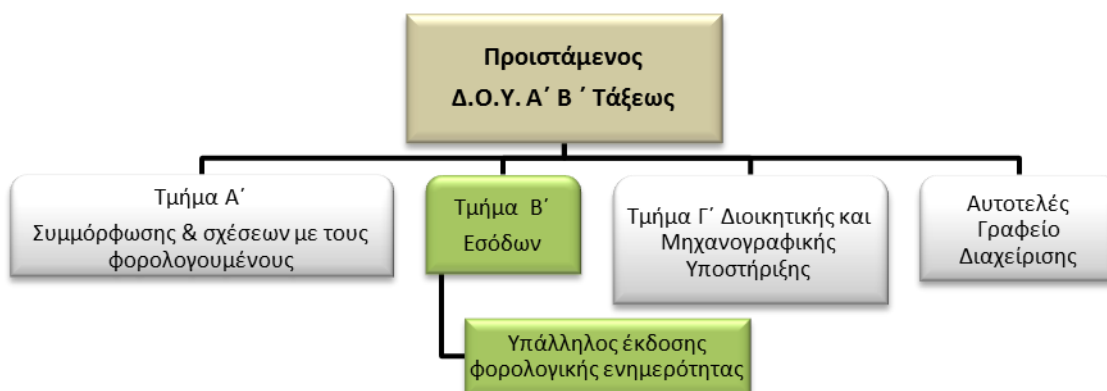 Προιστάμενος
Δ.Ο.Υ. Α΄ Β ΄ Τάξεως
Τμήμα Α΄
Συμμόρφωσης & σχέσεων με τους
φορολογουμένους
Τμήμα Β΄
Εσόδων
Τμήμα Γ΄ Διοικητικής και
Μηχανογραφικής
Υποστήριξης
Αυτοτελές
Γραφείο
Διαχείρισης
Υπάλληλος έκδοσης
φορολογικής ενημερότητας